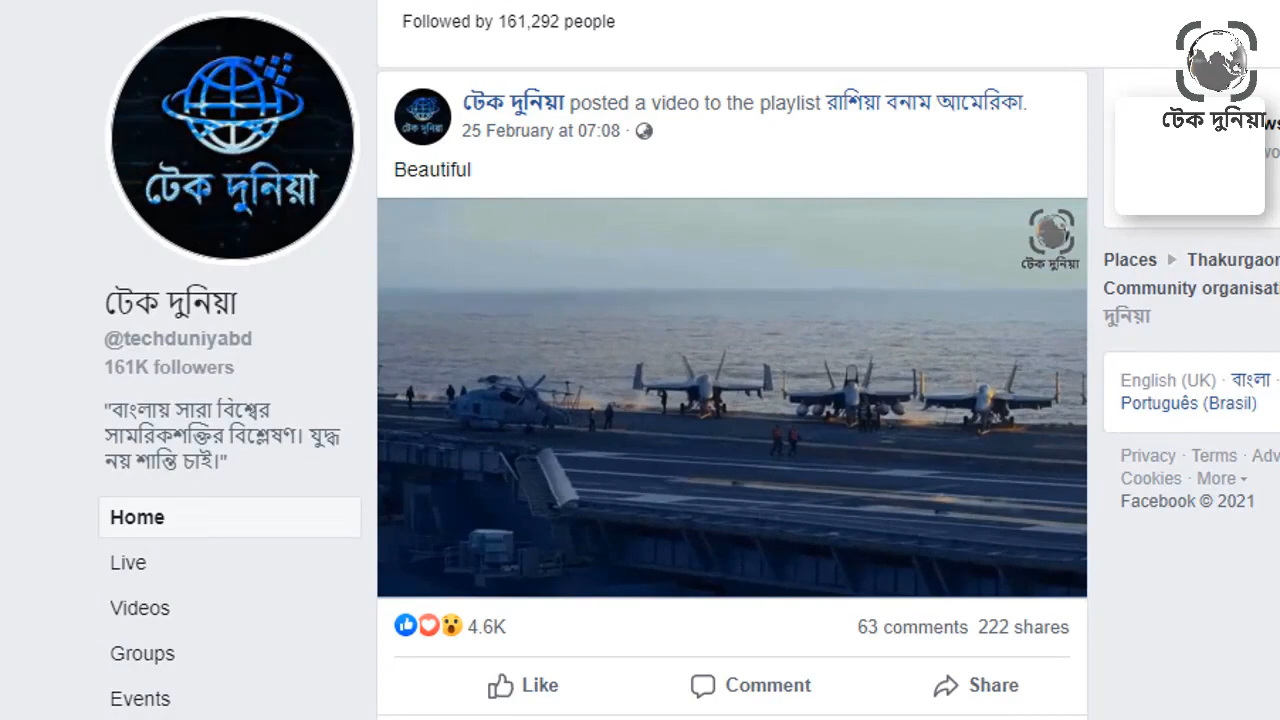 Followed by 161,292 people
টেক দুনিয়া
টেক দুনিয়া posted a video to the playlist রাশিয়া বনাম আমেরিকা.
25 February at 07:08 ·
Beautiful
টেক দুনিয়া
টেক দুনিয়া
টেক দুনিয়া
টেক দুনিয়া
@techduniyabd
161K followers
"বাংলায় সারা বিশ্বের
সামরিকশক্তির বিশ্লেষণ। যুদ্ধ
নয় শান্তি চাই।"
Home
Live
Videos
Groups
Events
4.6K
63 comments 222 shares
Like Comment Share
Places Thakurgaon
Community organisati
দুনিয়া
English (UK) · বাংলা ·
Português (Brasil)
Privacy · Terms · Adv
Cookies · More
Facebook © 2021